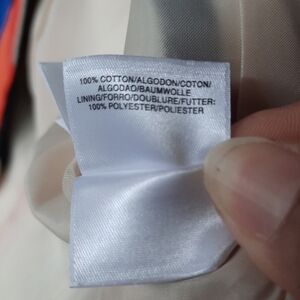 100% COTTON/ALGODON/COTON/
ALGODAO/BAUMWOLLE
LINING/FORRO/DOUBLURE/FUTTER:
100% POLYESTER/POLIESTER